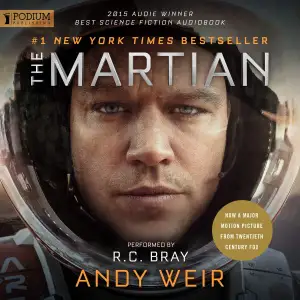 PODIUM
PUBLISHING
2015 AUDIE WINNER
BEST SCIENCE FICTION AUDIOBOOK
#1 NEW YORK TIMES BESTSELLER
THE
MARTIAN
NOW A MAJOR
MOTION PICTURE
FROM TWENTIETH
CENTURY FOX
PERFORMED BY
R.C. BRAY
ANDY WEIR